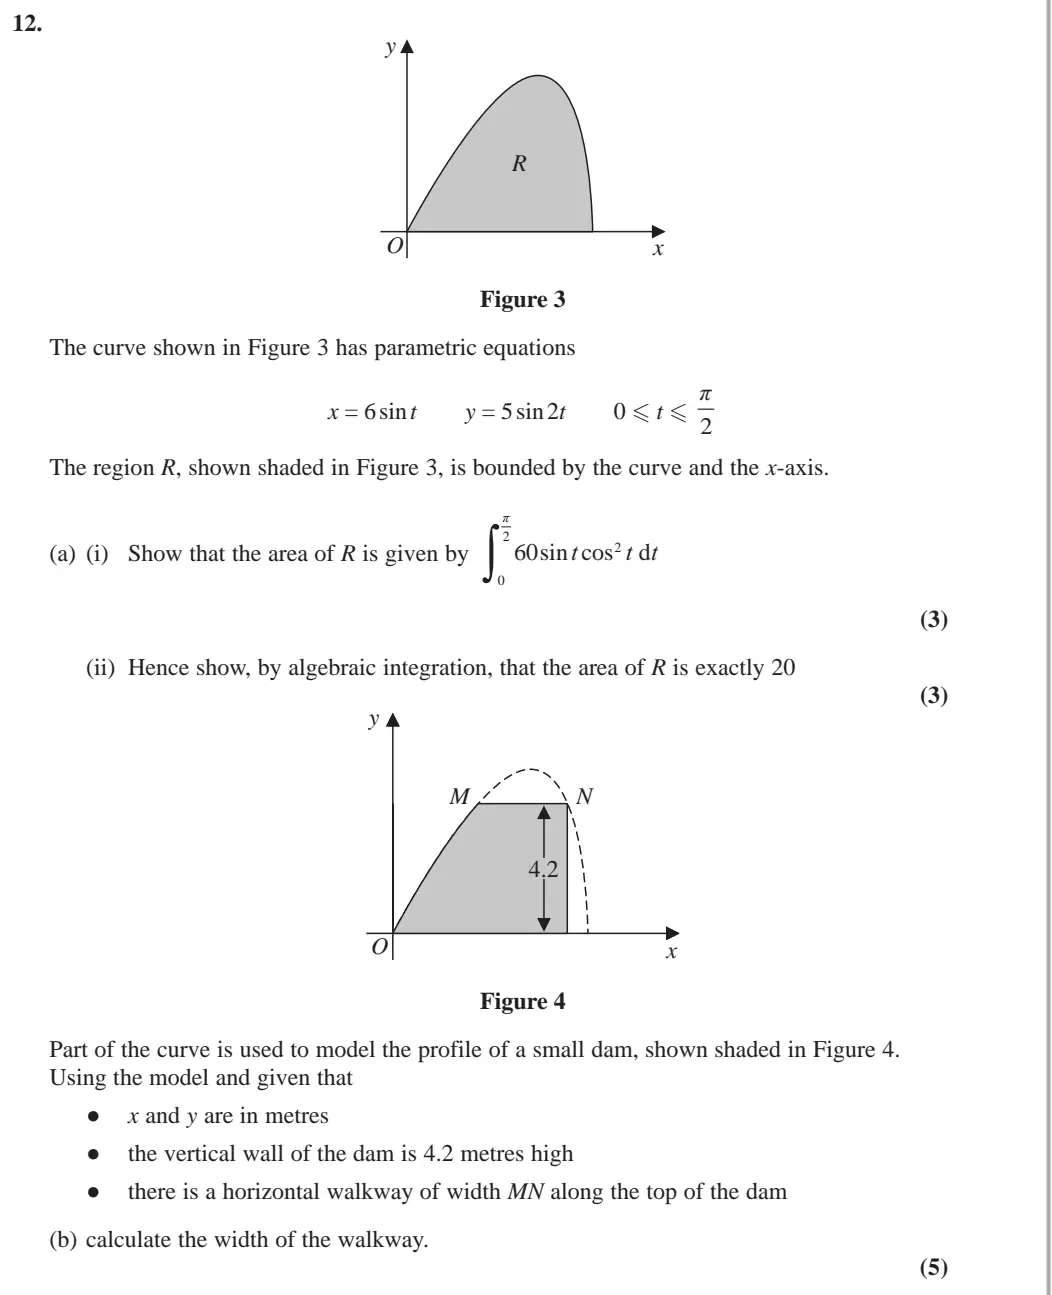 12.
y
R
O
x
Figure 3
The curve shown in Figure 3 has parametric equations
x = 6 sin t y = 5 sin 2t 0 ⩽ t ⩽ π/2
The region R, shown shaded in Figure 3, is bounded by the curve and the x-axis.
(a) (i) Show that the area of R is given by ∫₀^(π/2) 60 sin t cos² t dt
(3)
(ii) Hence show, by algebraic integration, that the area of R is exactly 20
(3)
y
M N
4.2
O
x
Figure 4
Part of the curve is used to model the profile of a small dam, shown shaded in Figure 4.
Using the model and given that
● x and y are in metres
● the vertical wall of the dam is 4.2 metres high
● there is a horizontal walkway of width MN along the top of the dam
(b) calculate the width of the walkway.
(5)